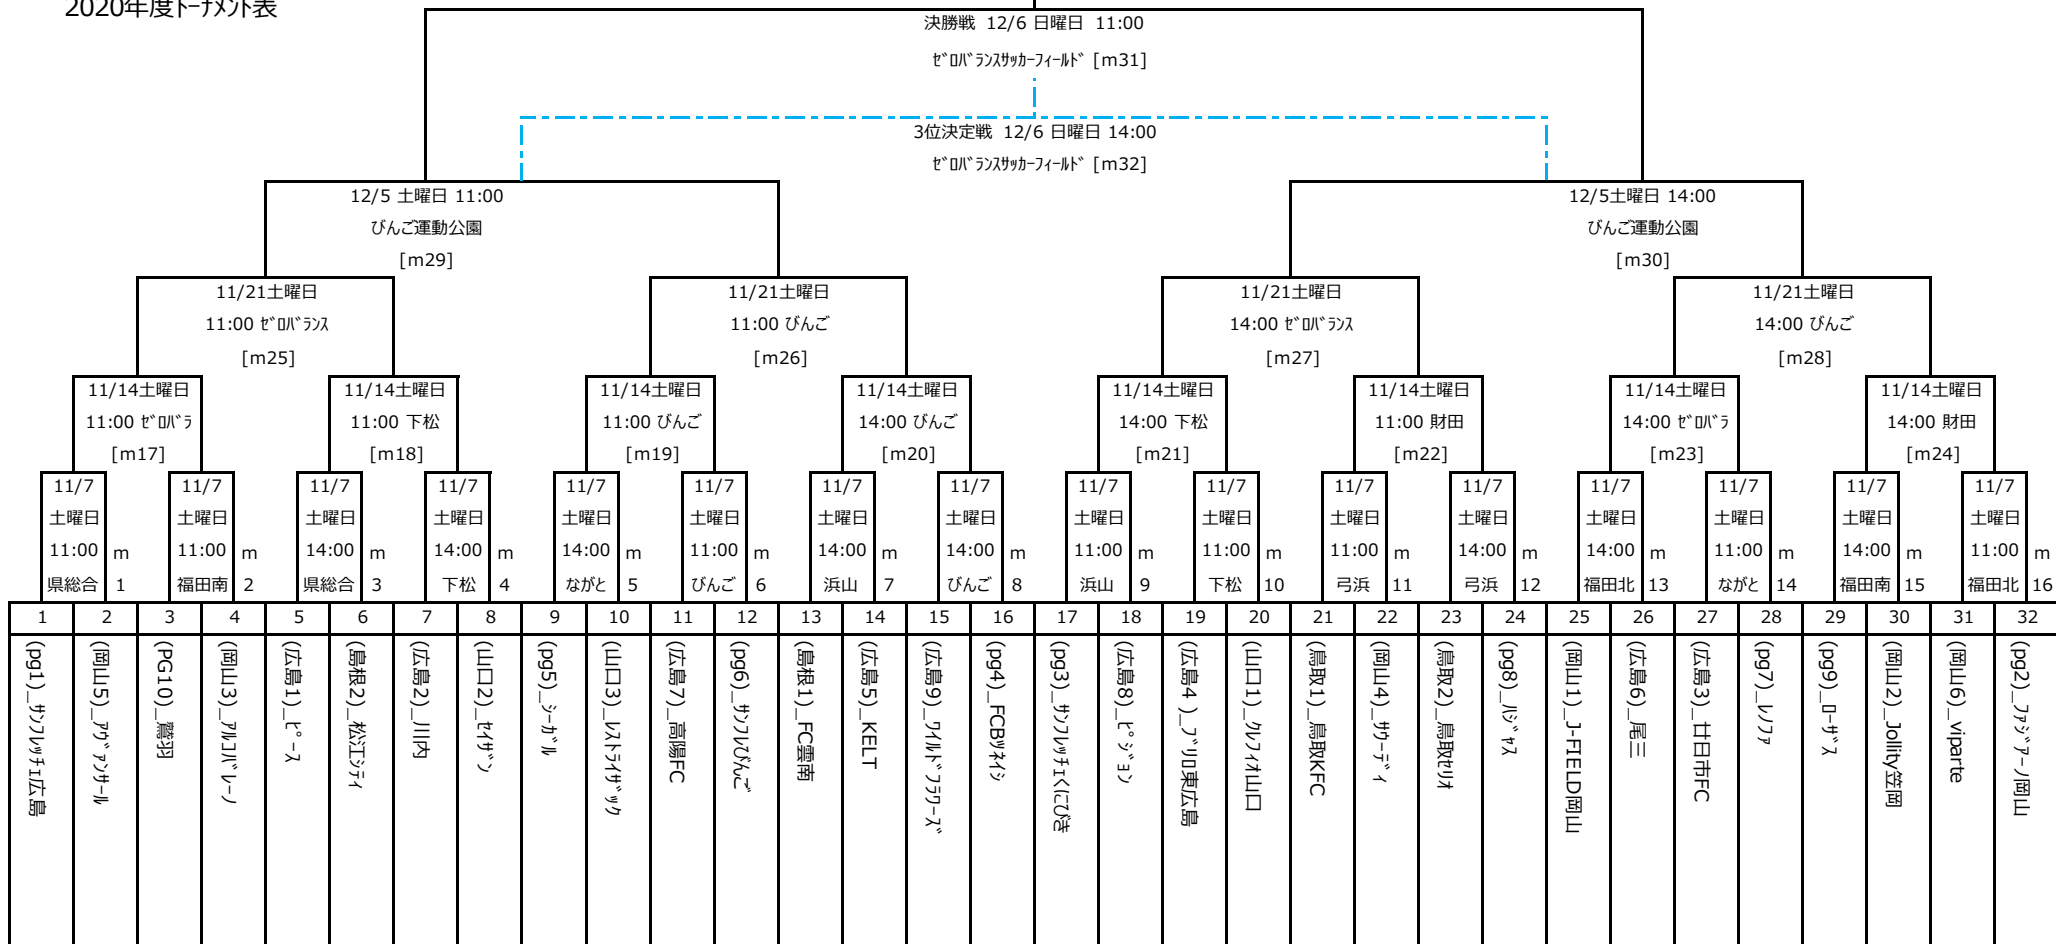 2020年度ﾄｰﾅﾒﾝﾄ表
決勝戦 12/6 日曜日 11:00
ｾﾞﾛﾊﾞﾗﾝｽｻｯｶｰﾌｨｰﾙﾄﾞ [m31]
3位決定戦 12/6 日曜日 14:00
ｾﾞﾛﾊﾞﾗﾝｽｻｯｶｰﾌｨｰﾙﾄﾞ [m32]
12/5 土曜日 11:00
びんご運動公園
[m29]
12/5土曜日 14:00
びんご運動公園
[m30]
11/21土曜日
11:00 ｾﾞﾛﾊﾞﾗﾝｽ
[m25]
11/21土曜日
11:00 びんご
[m26]
11/21土曜日
14:00 ｾﾞﾛﾊﾞﾗﾝｽ
[m27]
11/21土曜日
14:00 びんご
[m28]
11/14土曜日
11:00 ｾﾞﾛﾊﾞﾗ
[m17]
11/14土曜日
11:00 下松
[m18]
11/14土曜日
11:00 びんご
[m19]
11/14土曜日
14:00 びんご
[m20]
11/14土曜日
14:00 下松
[m21]
11/14土曜日
11:00 財田
[m22]
11/14土曜日
14:00 ｾﾞﾛﾊﾞﾗ
[m23]
11/14土曜日
14:00 財田
[m24]
11/7 11/7 11/7 11/7 11/7 11/7 11/7 11/7 11/7 11/7 11/7 11/7 11/7 11/7 11/7 11/7
土曜日 土曜日 土曜日 土曜日 土曜日 土曜日 土曜日 土曜日 土曜日 土曜日 土曜日 土曜日 土曜日 土曜日 土曜日 土曜日
11:00 m 11:00 m 14:00 m 14:00 m 14:00 m 11:00 m 14:00 m 14:00 m 11:00 m 11:00 m 11:00 m 14:00 m 14:00 m 11:00 m 14:00 m 11:00 m
県総合 1 福田南 2 県総合 3 下松 4 ながと 5 びんご 6 浜山 7 びんご 8 浜山 9 下松 10 弓浜 11 弓浜 12 福田北 13 ながと 14 福田南 15 福田北 16
1 2 3 4 5 6 7 8 9 10 11 12 13 14 15 16 17 18 19 20 21 22 23 24 25 26 27 28 29 30 31 32
(pg1)_ｻﾝﾌﾚｯﾁｪ広島
(岡山5)_ｱｳﾞｧﾝｻｰﾙ
(PG10)_鷲羽
(岡山3)_ｱﾙｺﾊﾞﾚｰﾉ
(広島1)_ﾋﾟｰｽ
(島根2)_松江ｼﾃｨ
(広島2)_川内
(山口2)_ｾｲｻﾞﾝ
(pg5)_ｼｰｶﾞﾙ
(山口3)_ﾚｽﾄﾗｲｻﾞｯｸ
(広島7)_高陽FC
(pg6)_ｻﾝﾌﾚびんご
(島根1)_FC雲南
(広島5)_KELT
(広島9)_ﾜｲﾙﾄﾞﾌﾗﾜｰｽﾞ
(pg4)_FCBﾂﾈｲｼ
(pg3)_ｻﾝﾌﾚｯﾁｪくにびき
(広島8)_ﾋﾟｼﾞｮﾝ
(広島4 )_ﾌﾞﾘﾛ東広島
(山口1)_ｸﾚﾌｨｵ山口
(鳥取1)_鳥取KFC
(岡山4)_ｻｳｰﾃﾞｨ
(鳥取2)_鳥取ｾﾘｵ
(pg8)_ﾊｼﾞｬｽ
(岡山1)_J-FIELD岡山
(広島6)_尾三
(広島3)_廿日市FC
(pg7)_ﾚﾉﾌｧ
(pg9)_ﾛｰｻﾞｽ
(岡山2)_Jollity笠岡
(岡山6)_viparte
(pg2)_ﾌｧｼﾞｱｰﾉ岡山